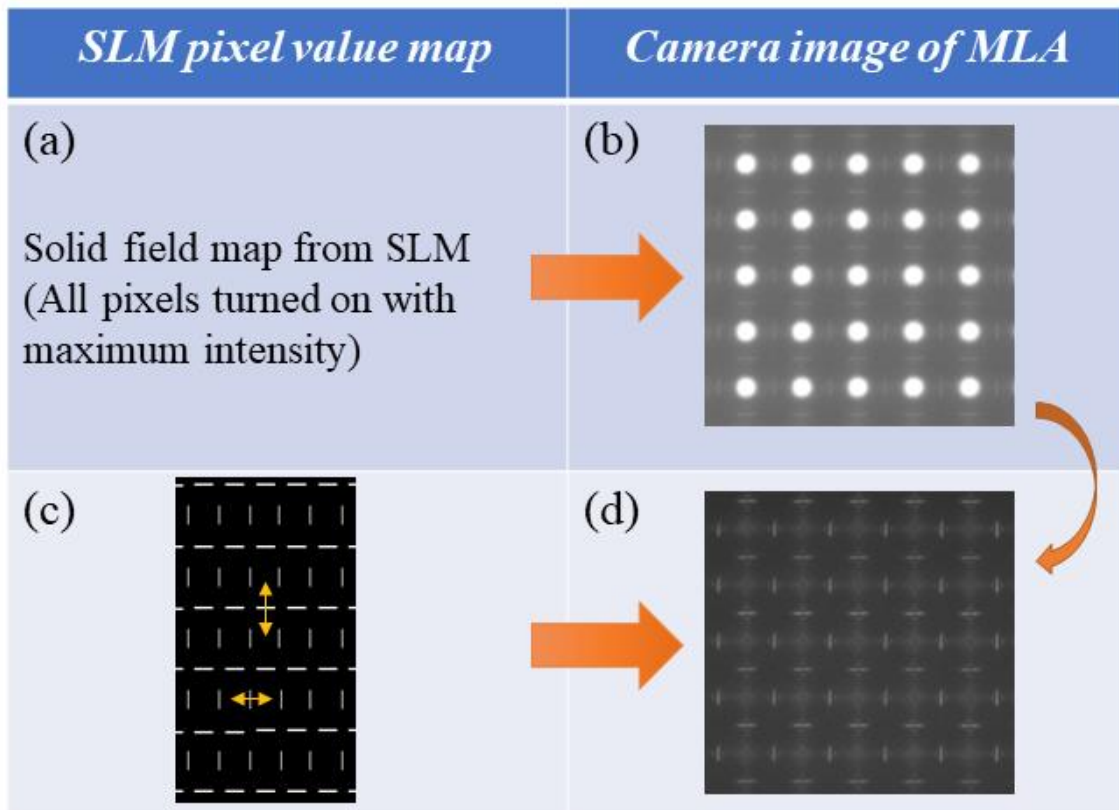 SLM pixel value map
Camera image of MLA
(a)
Solid field map from SLM
(All pixels turned on with
maximum intensity)
(b)
(c)
(d)